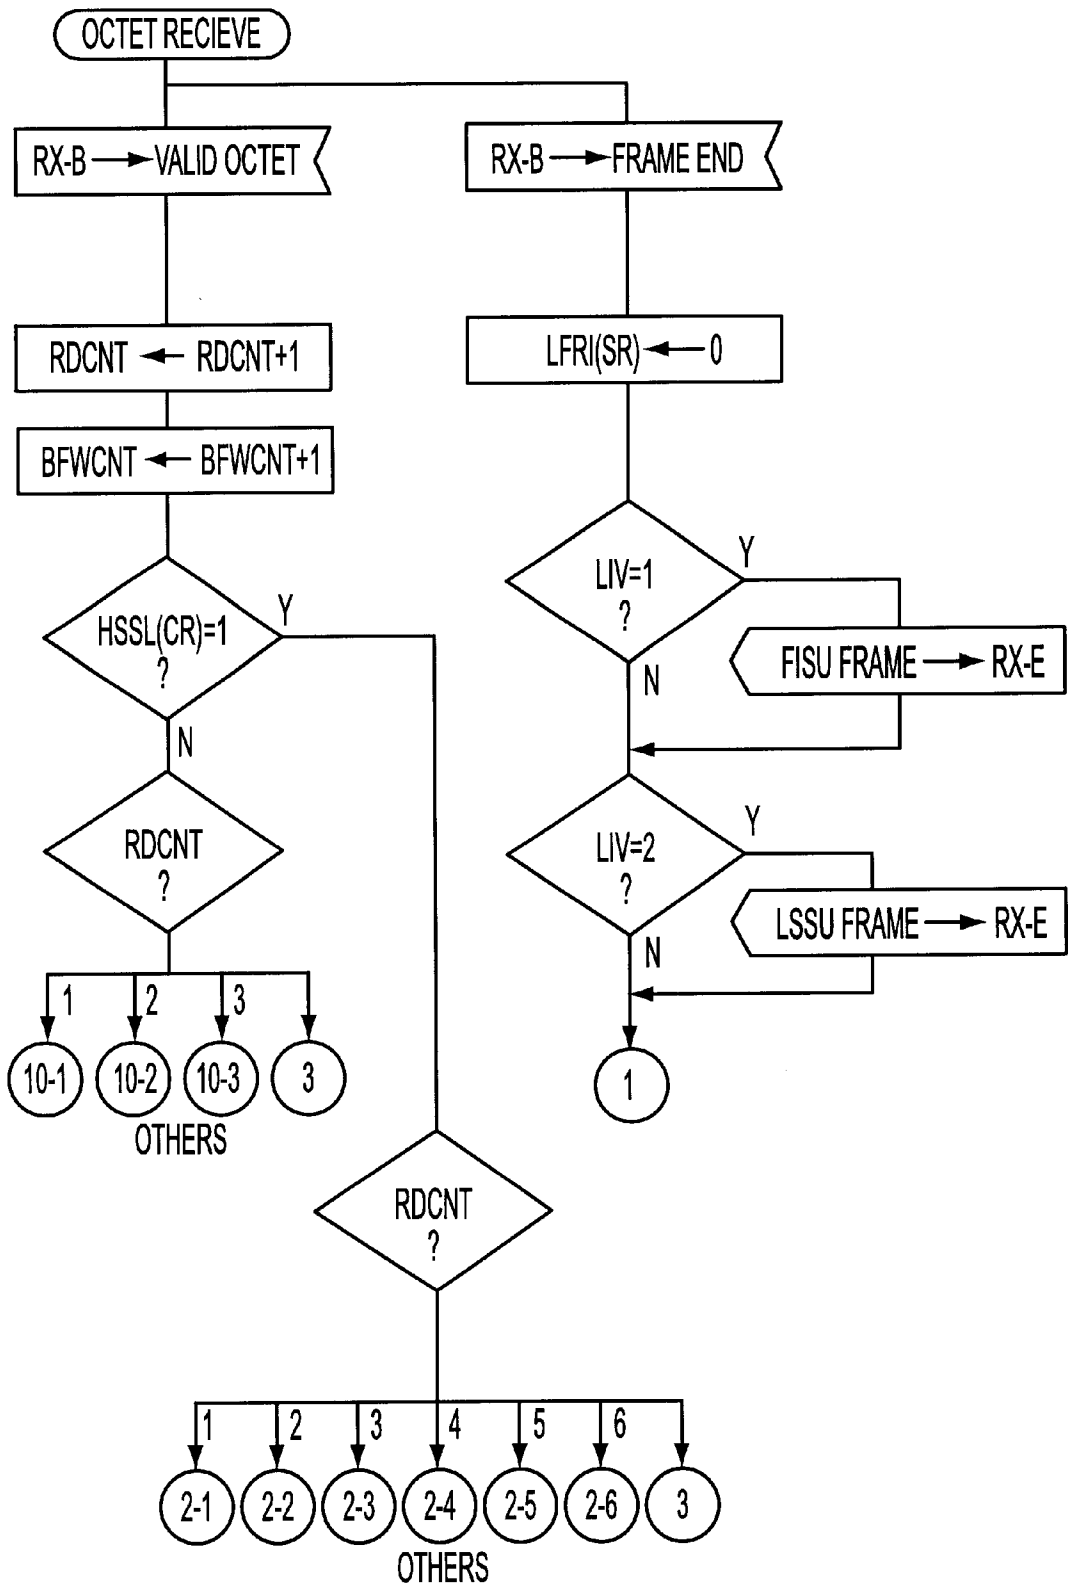 OCTET RECIEVE
RX-B → VALID OCTET
RX-B → FRAME END
RDCNT ← RDCNT+1
LFRI(SR) ← 0
BFWCNT ← BFWCNT+1
HSSL(CR)=1
?
Y
N
LIV=1
?
Y
N
FISU FRAME → RX-E
RDCNT
?
LIV=2
?
Y
N
LSSU FRAME → RX-E
1 2 3
10-1 10-2 10-3 3
OTHERS
1
RDCNT
?
1 2 3 4 5 6
2-1 2-2 2-3 2-4 2-5 2-6 3
OTHERS